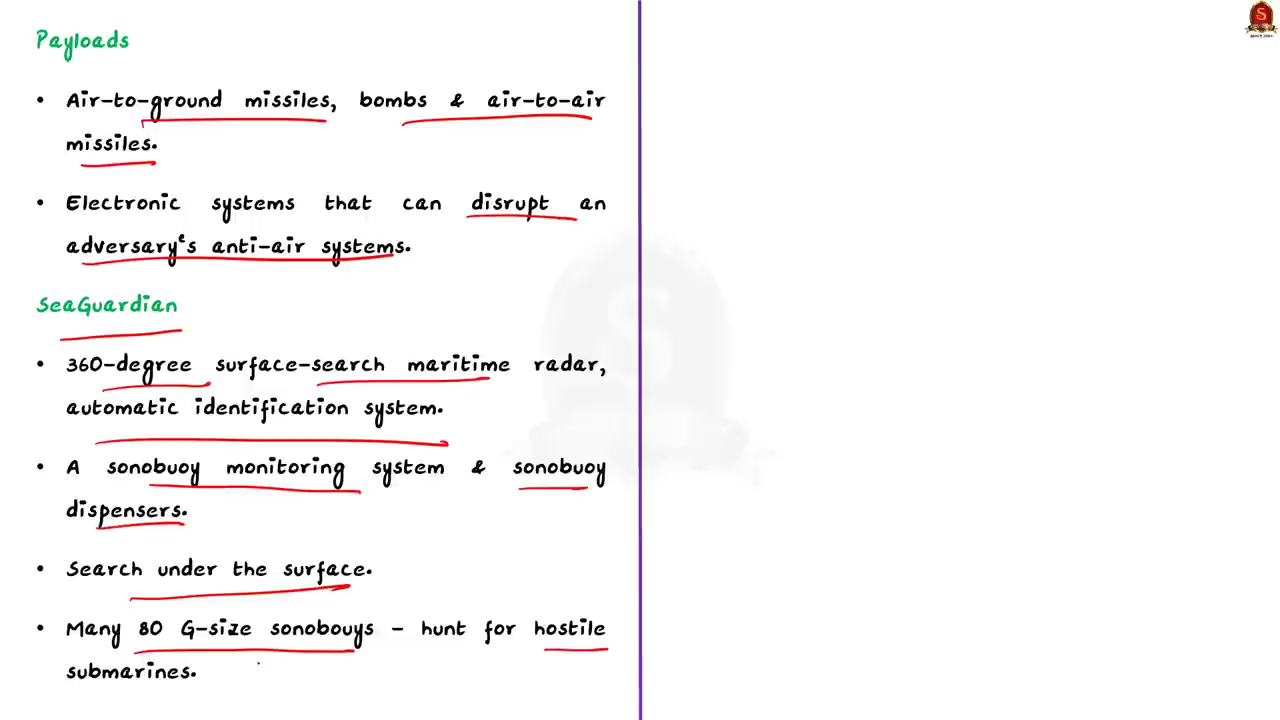 Payloads
• Air-to-ground missiles, bombs & air-to-air
missiles.
• Electronic systems that can disrupt an
adversary's anti-air systems.
SeaGuardian
• 360-degree surface-search maritime radar,
automatic identification system.
• A sonobuoy monitoring system & sonobuoy
dispensers.
• Search under the surface.
• Many 80 G-size sonobouys - hunt for hostile
submarines.
S